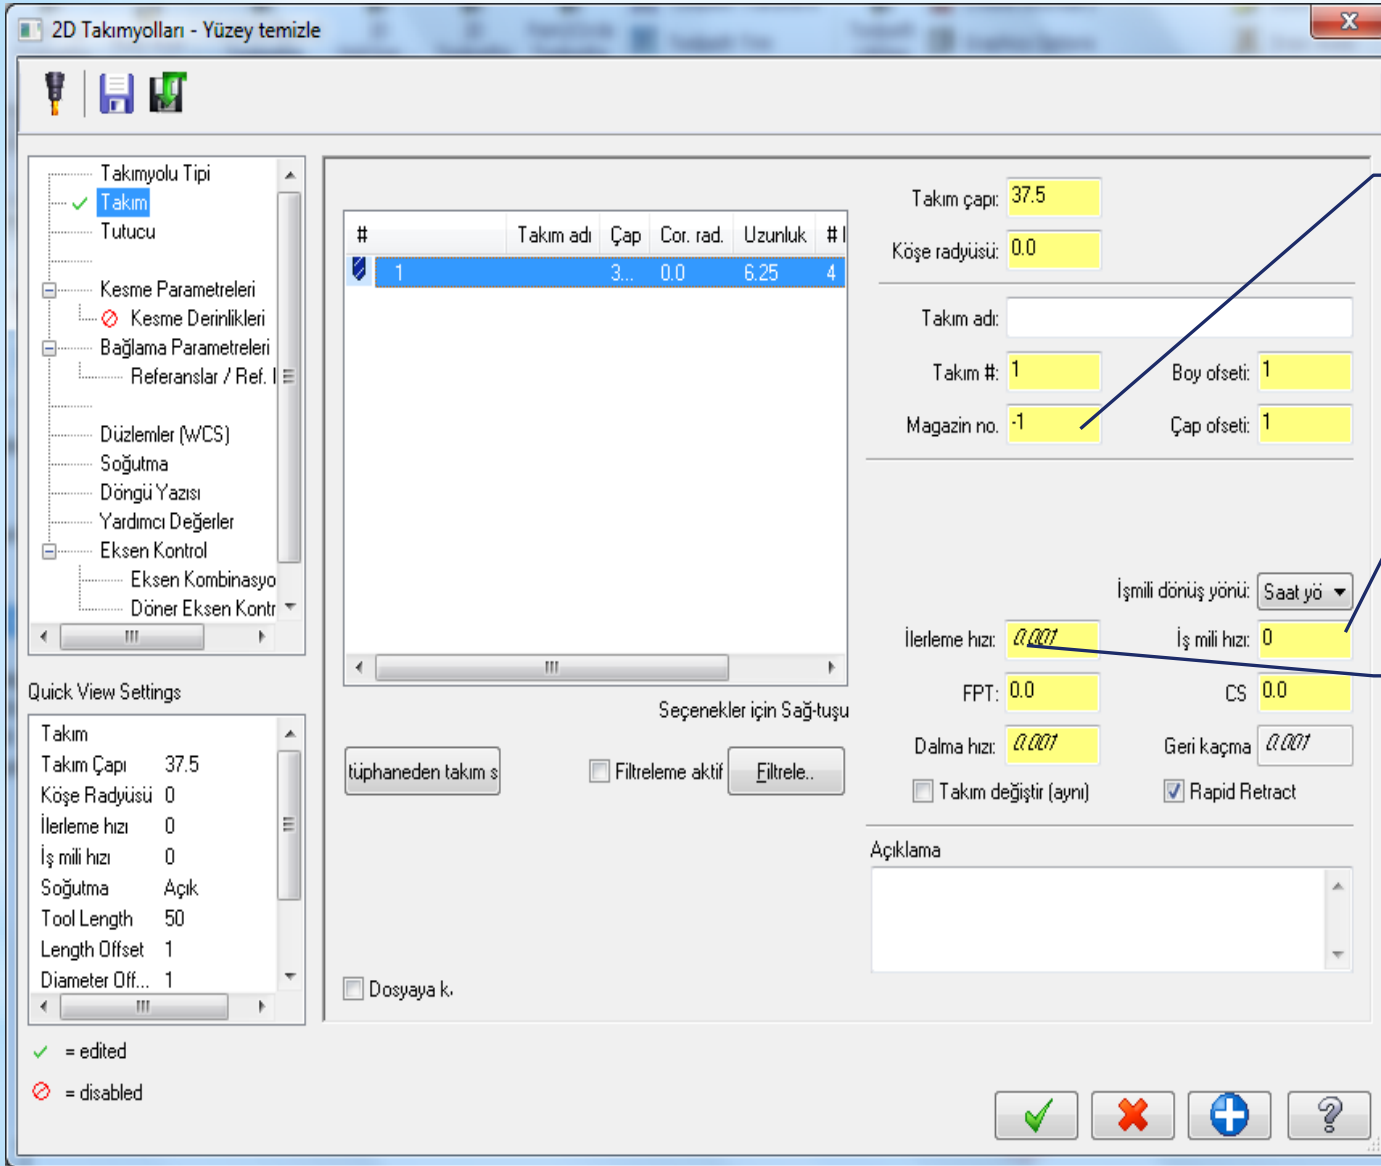 2D Takımyolları - Yüzey temizle
Takımyolu Tipi
Takım
Tutucu
Kesme Parametreleri
Kesme Derinlikleri
Bağlama Parametreleri
Referanslar / Ref. I
Düzlemler (WCS)
Soğutma
Döngü Yazısı
Yardımcı Değerler
Eksen Kontrol
Eksen Kombinasyo
Döner Eksen Kontr
Quick View Settings
Takım
Takım Çapı 37.5
Köşe Radyüsü 0
İlerleme hızı 0
İş mili hızı 0
Soğutma Açık
Tool Length 50
Length Offset 1
Diameter Off... 1
= edited
= disabled
# Takım adı Çap Cor. rad. Uzunluk # I
1 3... 0.0 6.25 4
Seçenekler için Sağ-tuşu
tüphaneden takım s
Filtreleme aktif
Filtrele..
Dosyaya k.
Takım çapı: 37.5
Köşe radyüsü: 0.0
Takım adı:
Takım #: 1 Boy ofseti: 1
Magazin no. -1 Çap ofseti: 1
İşmili dönüş yönü: Saat yö
İlerleme hızı: 0.001 İş mili hızı: 0
FPT: 0.0 CS 0.0
Dalma hızı: 0.001 Geri kaçma 0.001
Takım değiştir (aynı) Rapid Retract
Açıklama